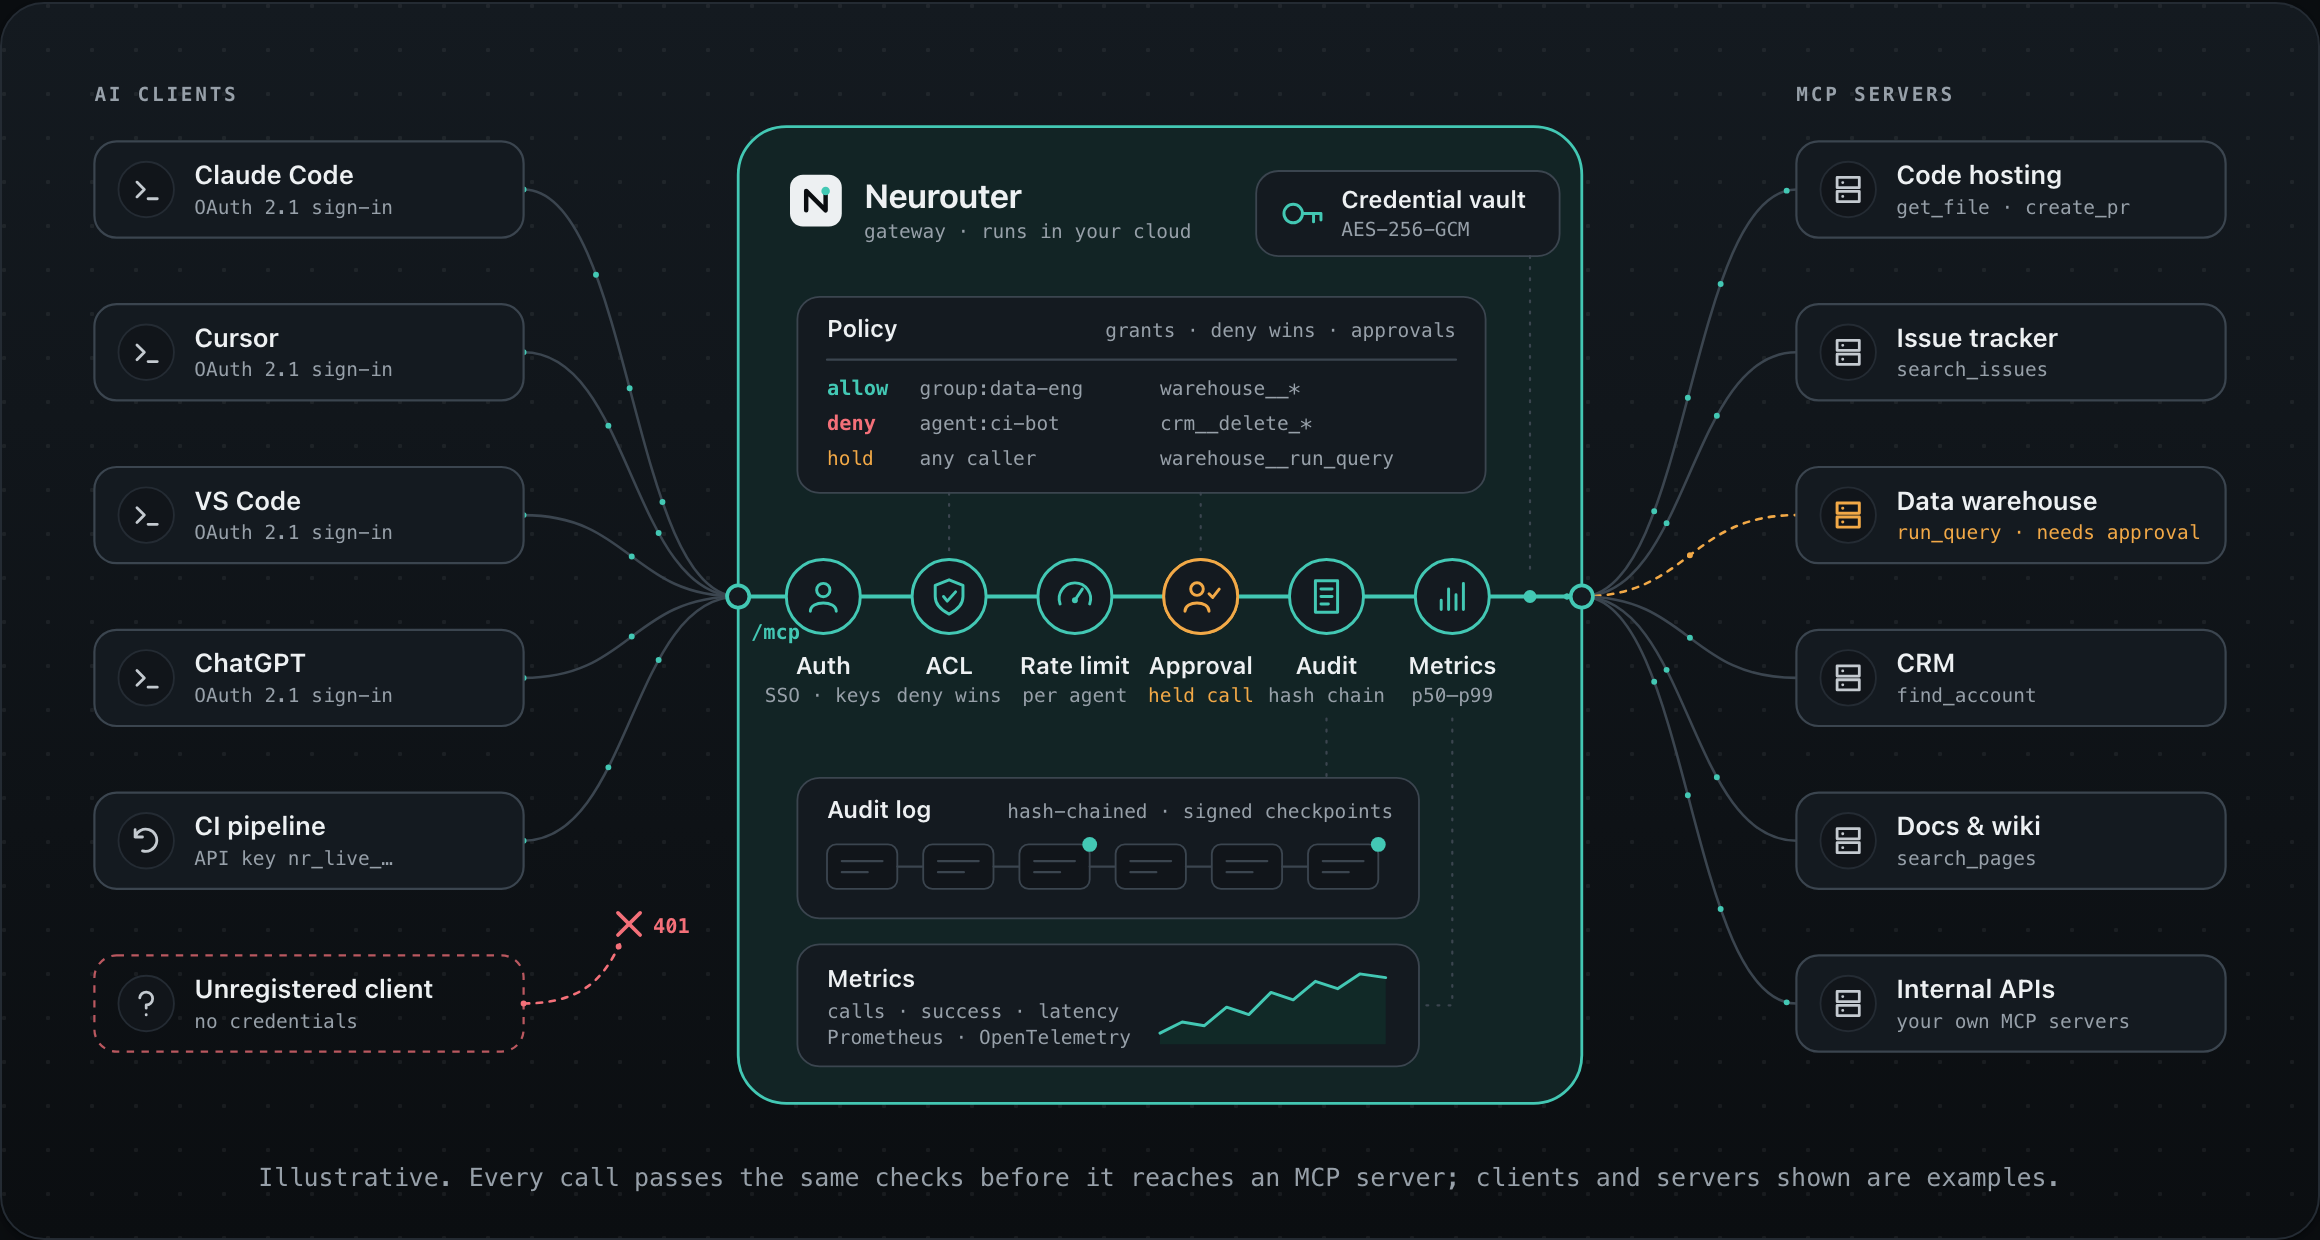 AI CLIENTS
Claude Code
OAuth 2.1 sign-in
Cursor
OAuth 2.1 sign-in
VS Code
OAuth 2.1 sign-in
ChatGPT
OAuth 2.1 sign-in
CI pipeline
API key nr_live_…
Unregistered client
no credentials
401
N
Neurouter
gateway · runs in your cloud
Credential vault
AES-256-GCM
Policy
grants · deny wins · approvals
allow group:data-eng warehouse__*
deny agent:ci-bot crm__delete_*
hold any caller warehouse__run_query
/mcp
Auth
SSO · keys
ACL
deny wins
Rate limit
per agent
Approval
held call
Audit
hash chain
Metrics
p50–p99
Audit log
hash-chained · signed checkpoints
Metrics
calls · success · latency
Prometheus · OpenTelemetry
MCP SERVERS
Code hosting
get_file · create_pr
Issue tracker
search_issues
Data warehouse
run_query · needs approval
CRM
find_account
Docs & wiki
search_pages
Internal APIs
your own MCP servers
Illustrative. Every call passes the same checks before it reaches an MCP server; clients and servers shown are examples.